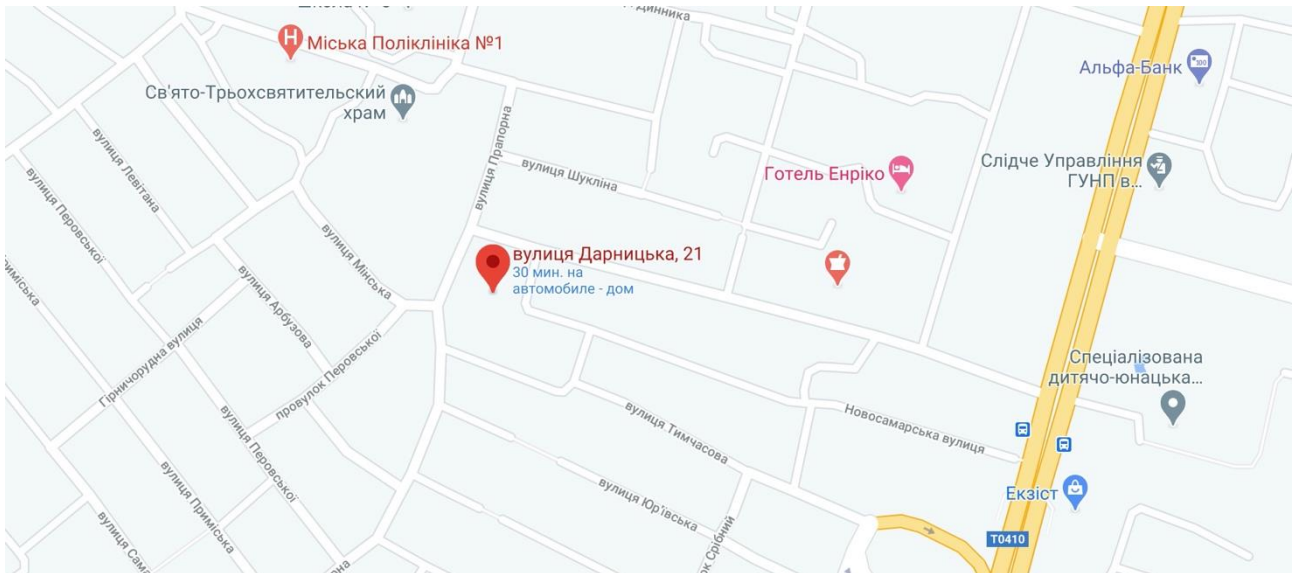 Міська Поліклініка №1
Альфа-Банк
Св'ято-Трьохсвятительский
храм
вулиця Прапорна
вулиця Левітана
вулиця Шукліна
Готель Енріко
Слідче Управління
ГУНП в...
вулиця Перовської
вулиця Мінська
вулиця Дарницька, 21
30 мин. на
автомобиле - дом
вулиця Арбузова
Гірничорудна вулиця
провулок Перовської
Спеціалізована
дитячо-юнацька...
Новосамарська вулиця
вулиця Тимчасова
вулиця Перовської
вулиця Приміська
вулиця Юр'ївська
Екзіст
Срібний
T0410